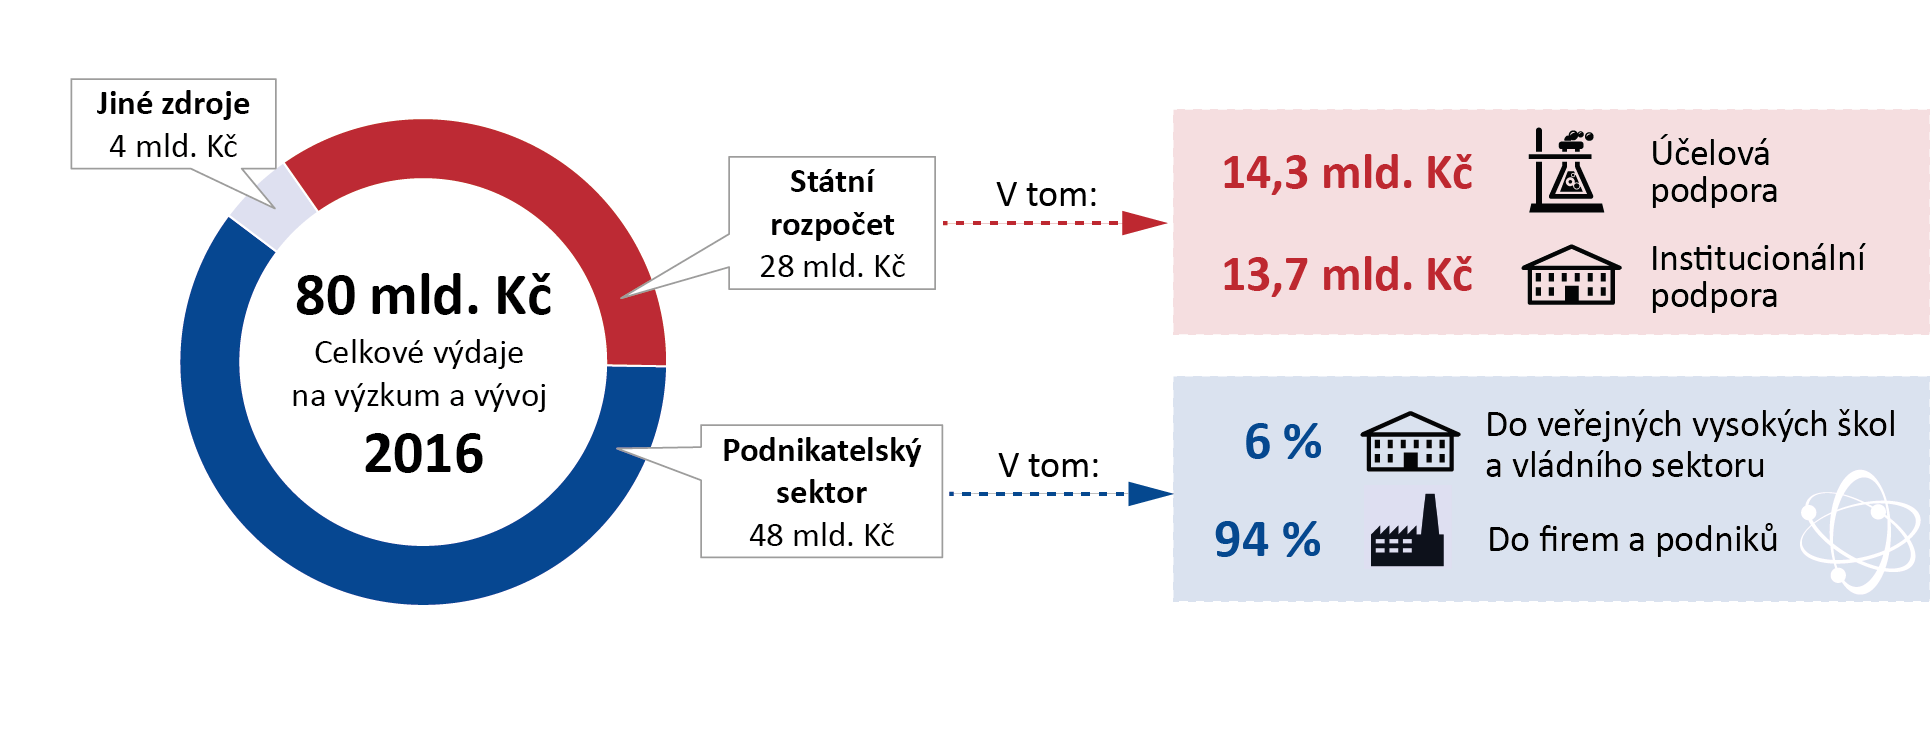 Jiné zdroje
4 mld. Kč
80 mld. Kč
Celkové výdaje
na výzkum a vývoj
2016
Státní
rozpočet
28 mld. Kč
V tom:
14,3 mld. Kč
Účelová
podpora
13,7 mld. Kč
Institucionální
podpora
Podnikatelský
sektor
48 mld. Kč
V tom:
6 %
Do veřejných vysokých škol
a vládního sektoru
94 %
Do firem a podniků